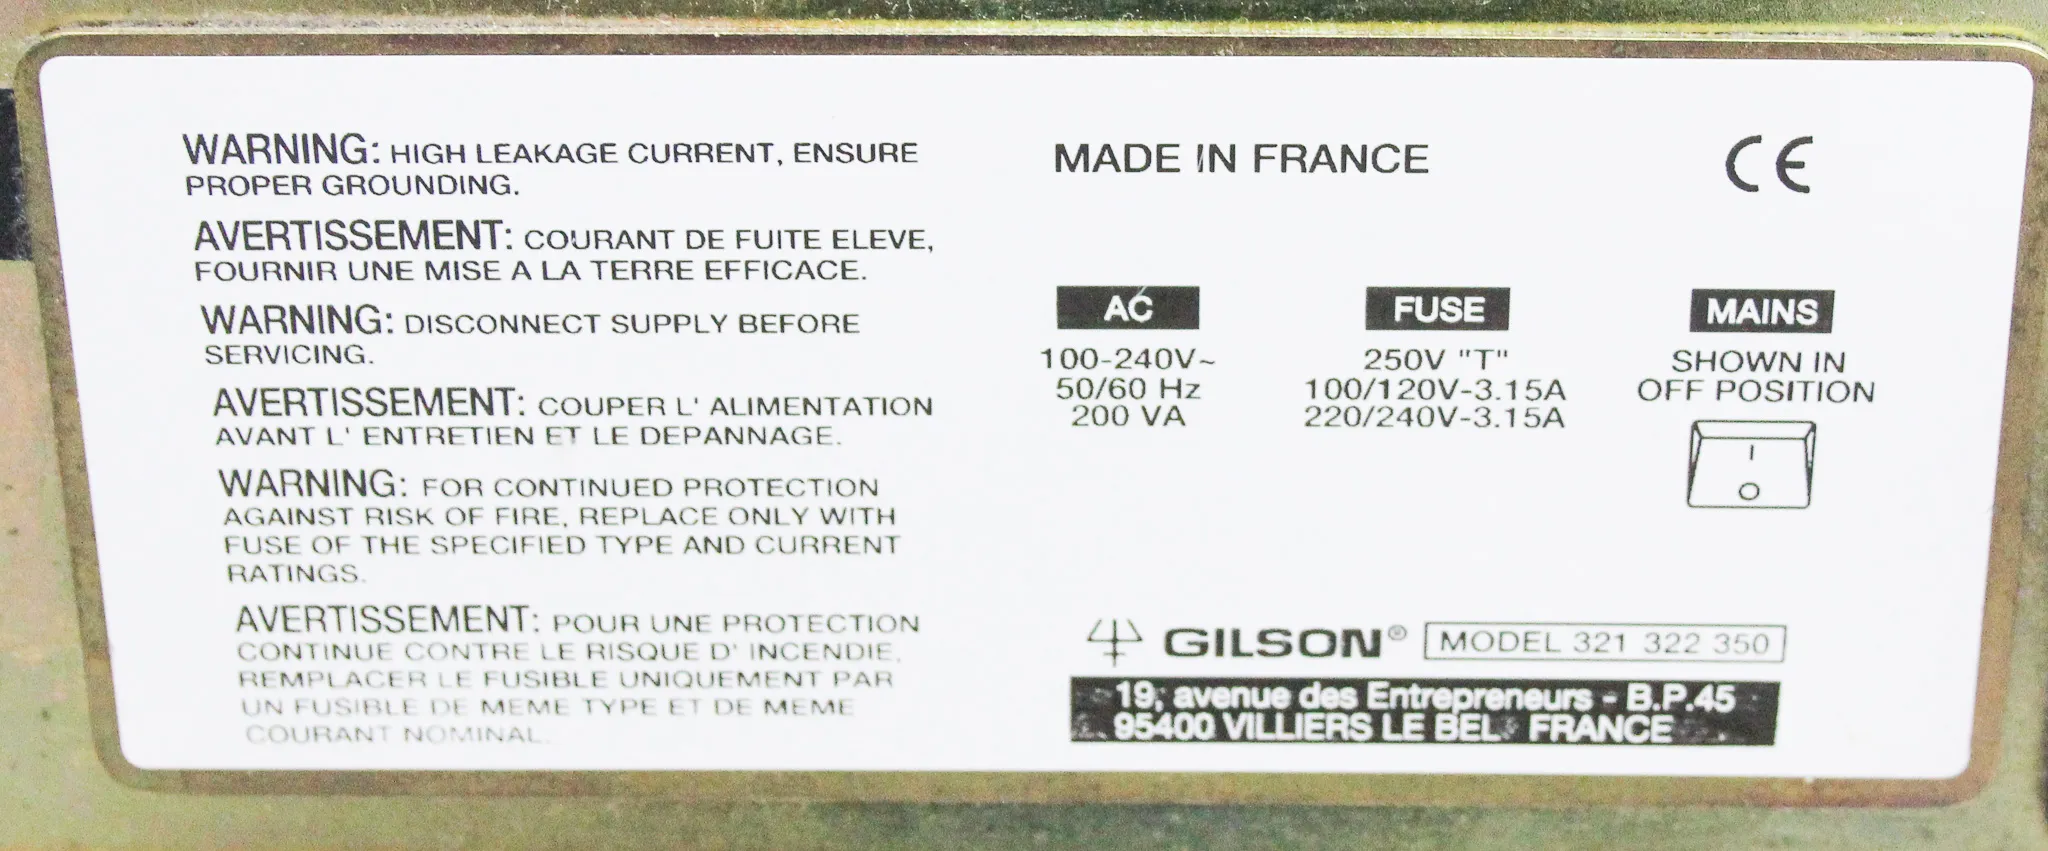 WARNING: HIGH LEAKAGE CURRENT, ENSURE
PROPER GROUNDING.
AVERTISSEMENT: COURANT DE FUITE ELEVE,
FOURNIR UNE MISE A LA TERRE EFFICACE.
WARNING: DISCONNECT SUPPLY BEFORE
SERVICING.
AVERTISSEMENT: COUPER L' ALIMENTATION
AVANT L' ENTRETIEN ET LE DEPANNAGE.
WARNING: FOR CONTINUED PROTECTION
AGAINST RISK OF FIRE, REPLACE ONLY WITH
FUSE OF THE SPECIFIED TYPE AND CURRENT
RATINGS.
AVERTISSEMENT: POUR UNE PROTECTION
CONTINUE CONTRE LE RISQUE D' INCENDIE,
REMPLACER LE FUSIBLE UNIQUEMENT PAR
UN FUSIBLE DE MEME TYPE ET DE MEME
COURANT NOMINAL.
MADE IN FRANCE
CE
AC
100-240V~
50/60 Hz
200 VA
FUSE
250V "T"
100/120V-3.15A
220/240V-3.15A
MAINS
SHOWN IN
OFF POSITION
I
O
GILSON® MODEL 321 322 350
19, avenue des Entrepreneurs - B.P.45
95400 VILLIERS LE BEL FRANCE